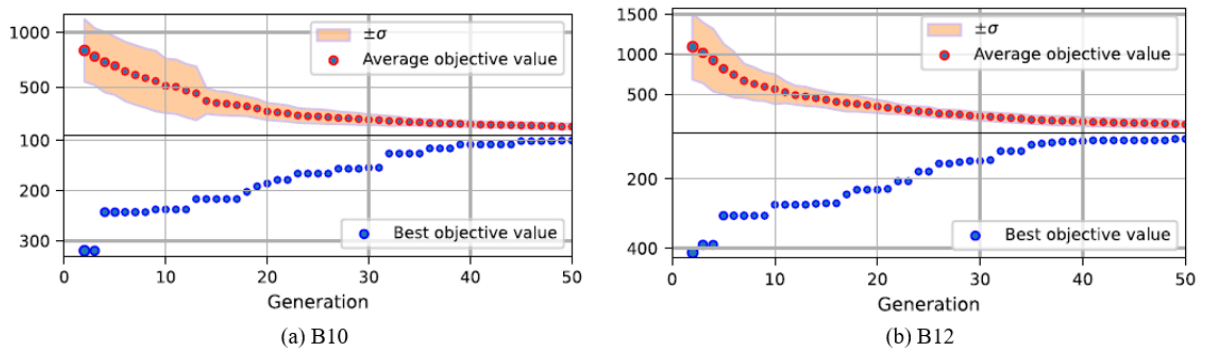 1000
500
100
200
300
±σ
Average objective value
Best objective value
0 10 20 30 40 50
Generation
(a) B10
1500
1000
500
200
400
±σ
Average objective value
Best objective value
0 10 20 30 40 50
Generation
(b) B12